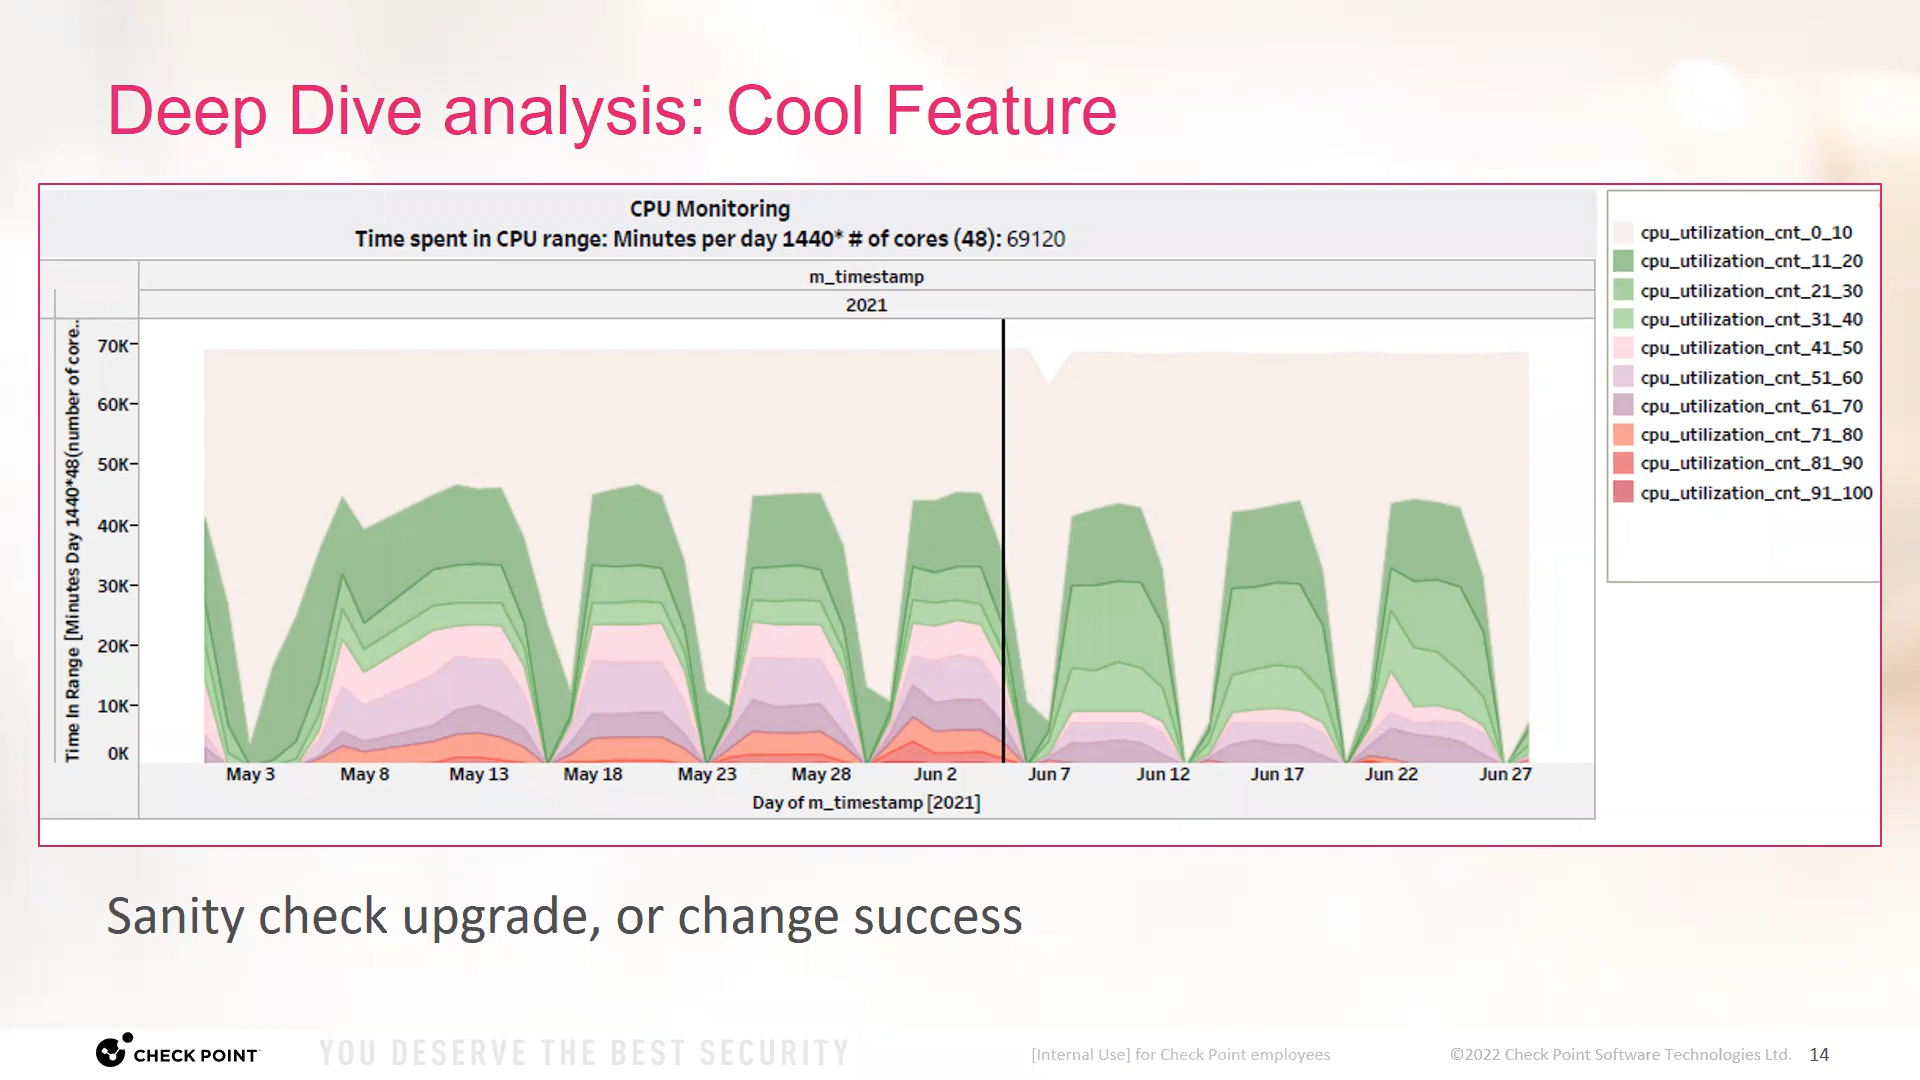 Deep Dive analysis: Cool Feature
CPU Monitoring
Time spent in CPU range: Minutes per day 1440* # of cores (48): 69120
m_timestamp
2021
Time In Range [Minutes Day 1440*48(number of core..
70K
60K
50K
40K
30K
20K
10K
0K
May 3
May 8
May 13
May 18
May 23
May 28
Jun 2
Jun 7
Jun 12
Jun 17
Jun 22
Jun 27
Day of m_timestamp [2021]
cpu_utilization_cnt_0_10
cpu_utilization_cnt_11_20
cpu_utilization_cnt_21_30
cpu_utilization_cnt_31_40
cpu_utilization_cnt_41_50
cpu_utilization_cnt_51_60
cpu_utilization_cnt_61_70
cpu_utilization_cnt_71_80
cpu_utilization_cnt_81_90
cpu_utilization_cnt_91_100
Sanity check upgrade, or change success
CHECK POINT
YOU DESERVE THE BEST SECURITY
[Internal Use] for Check Point employees
©2022 Check Point Software Technologies Ltd.
14